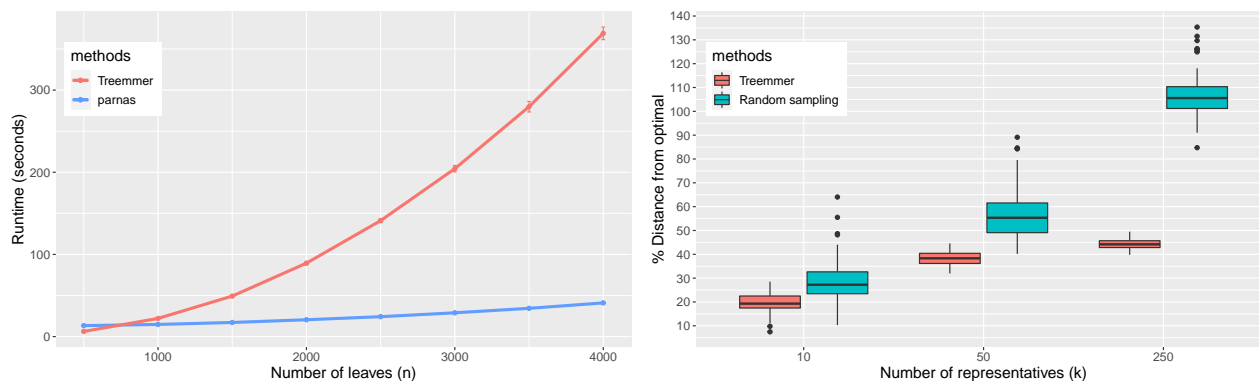 methods
Treemmer
parnas
Runtime (seconds)
300
200
100
0
1000
2000
3000
4000
Number of leaves (n)
methods
Treemmer
Random sampling
% Distance from optimal
140
130
120
110
100
90
80
70
60
50
40
30
20
10
10
50
250
Number of representatives (k)